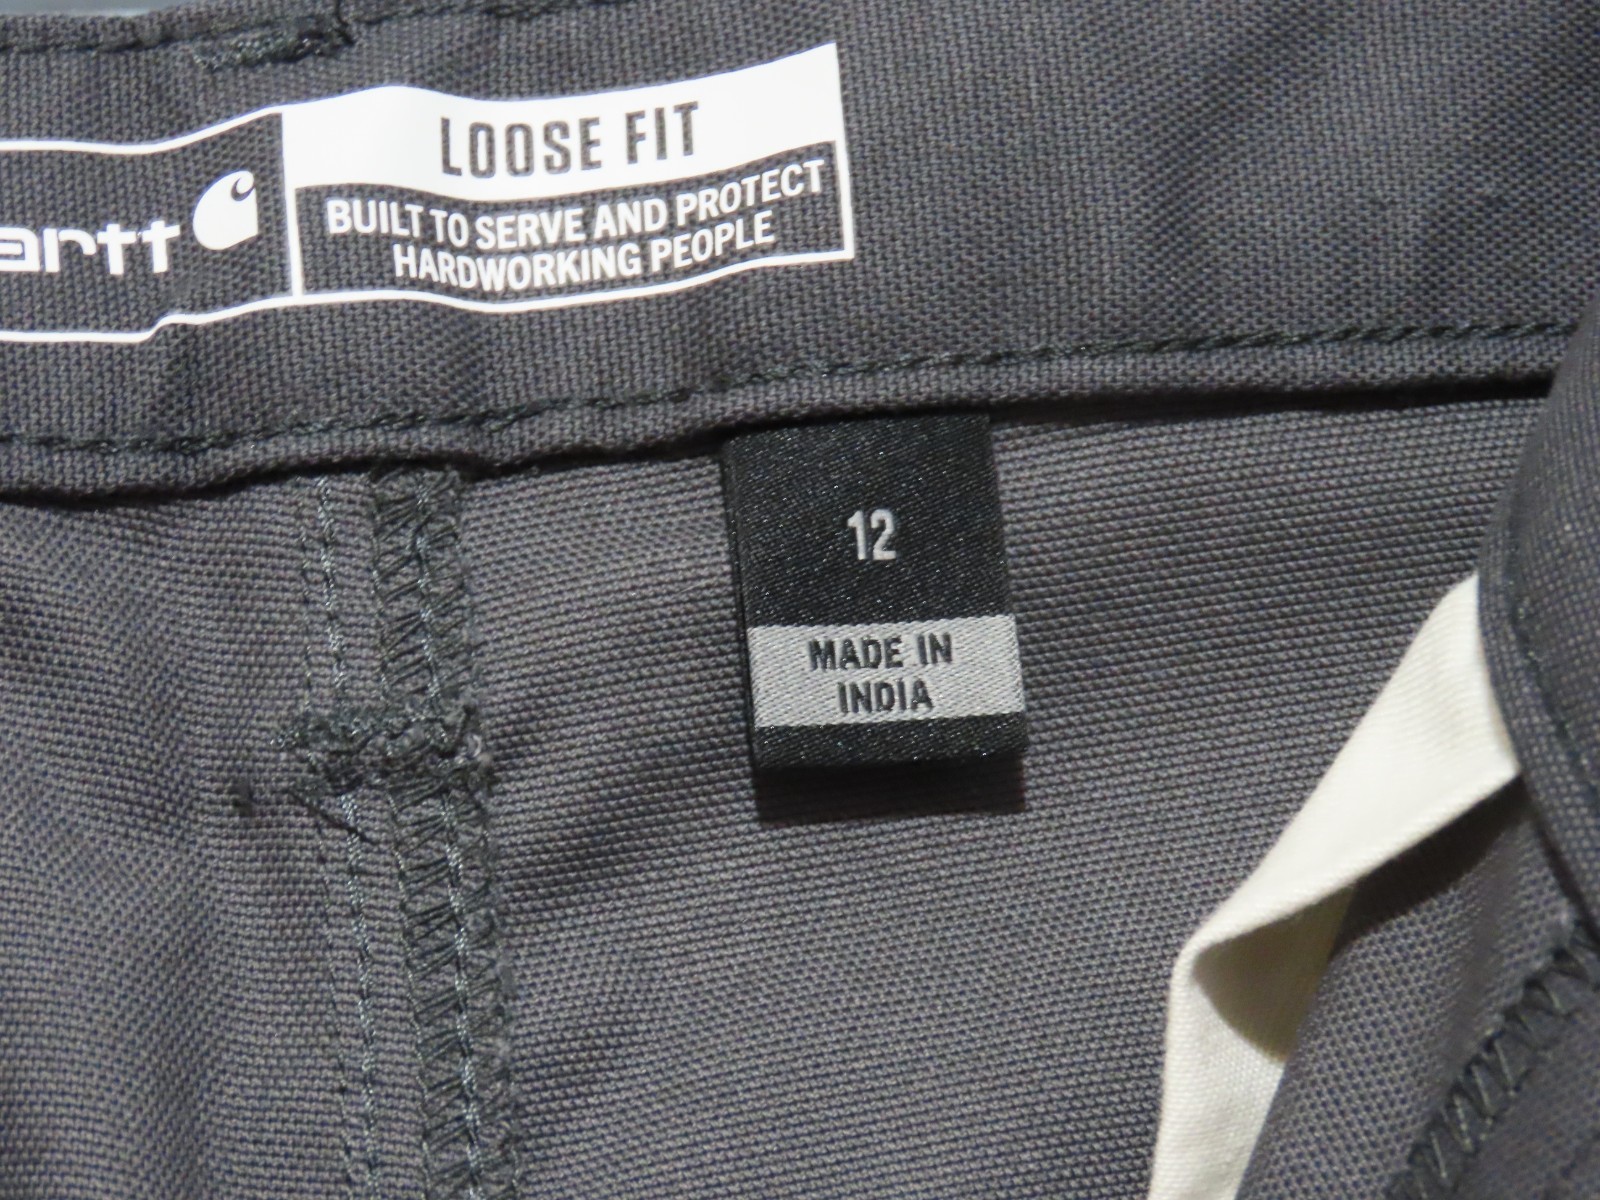 artt
LOOSE FIT
BUILT TO SERVE AND PROTECT
HARDWORKING PEOPLE
12
MADE IN
INDIA